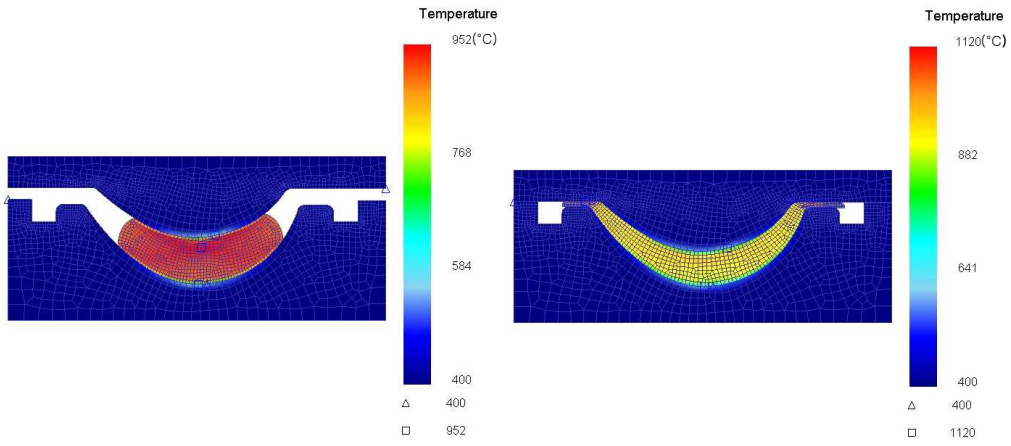 Temperature
952(°C)
768
584
400
△ 400
□ 952
Temperature
1120(°C)
882
641
400
△ 400
□ 1120